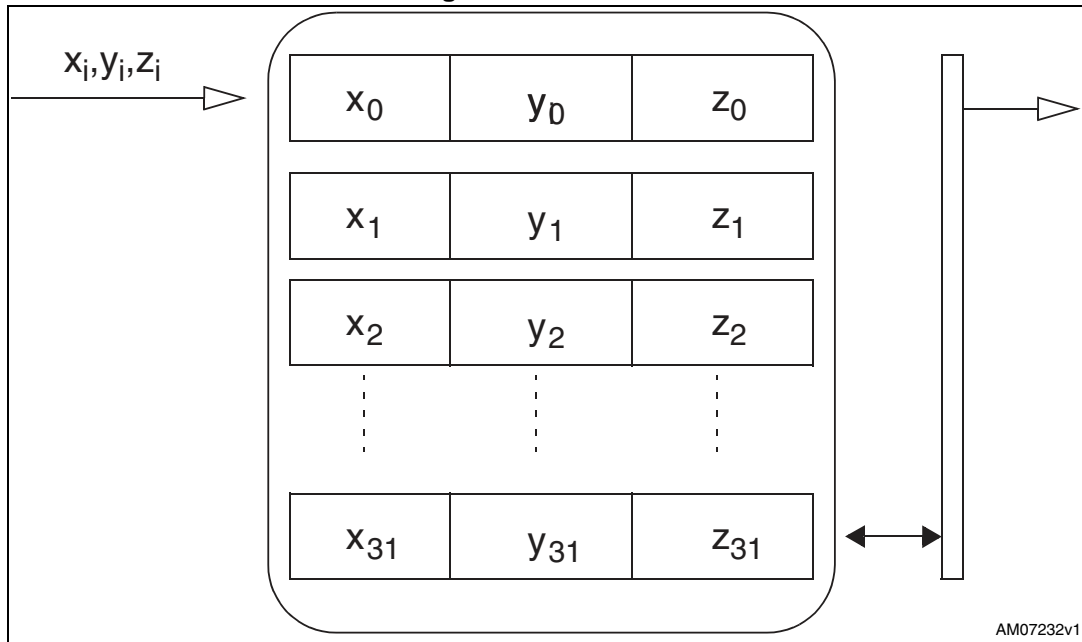 xᵢ,yᵢ,zᵢ
x₀ y₀ z₀
x₁ y₁ z₁
x₂ y₂ z₂
x₃₁ y₃₁ z₃₁
AM07232v1